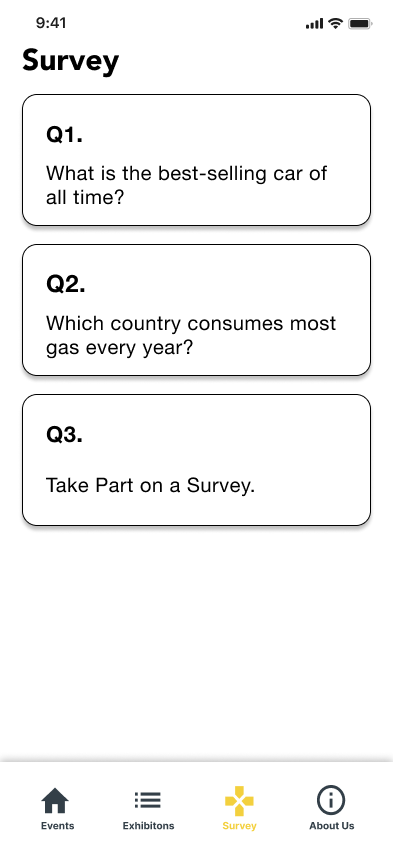 9:41
Survey
Q1.
What is the best-selling car of
all time?
Q2.
Which country consumes most
gas every year?
Q3.
Take Part on a Survey.
Events
Exhibitons
Survey
About Us